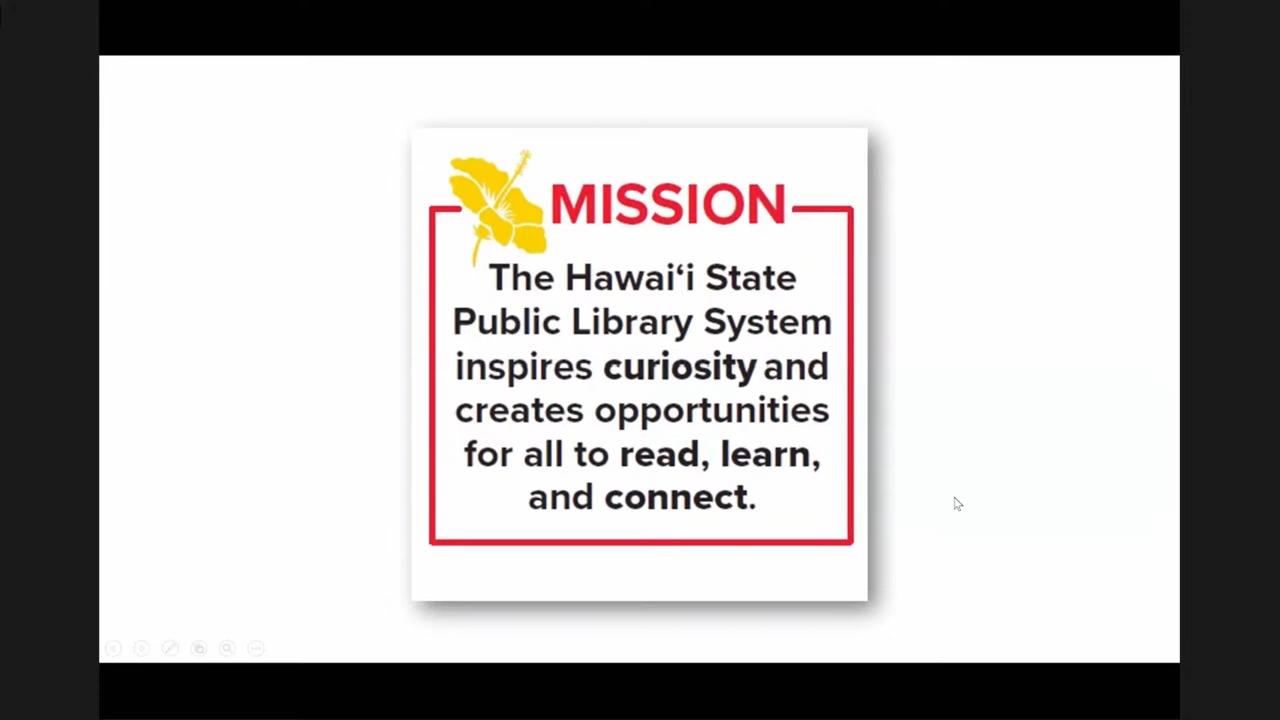 MISSION
The Hawaiʻi State
Public Library System
inspires curiosity and
creates opportunities
for all to read, learn,
and connect.